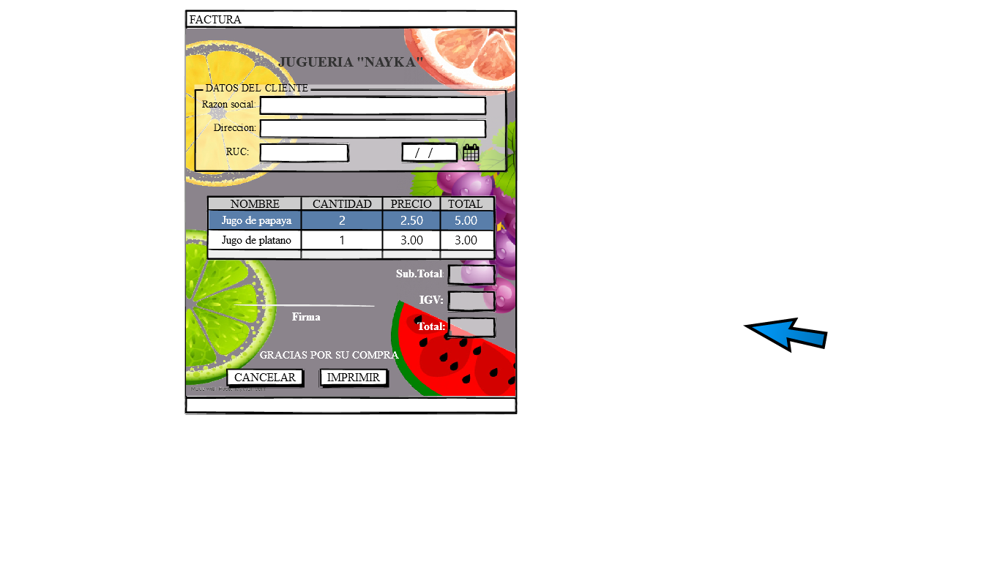 FACTURA
JUGUERIA "NAYKA"
DATOS DEL CLIENTE
Razon social:
Direccion:
RUC: / /
NOMBRE CANTIDAD PRECIO TOTAL
Jugo de papaya 2 2.50 5.00
Jugo de platano 1 3.00 3.00
Sub.Total:
IGV:
Firma
Total:
GRACIAS POR SU COMPRA
CANCELAR IMPRIMIR